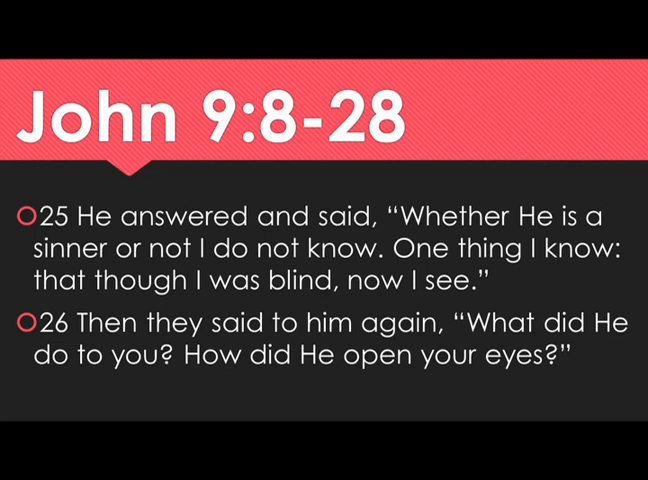 John 9:8-28
25 He answered and said, “Whether He is a
sinner or not I do not know. One thing I know:
that though I was blind, now I see.”
26 Then they said to him again, “What did He
do to you? How did He open your eyes?”